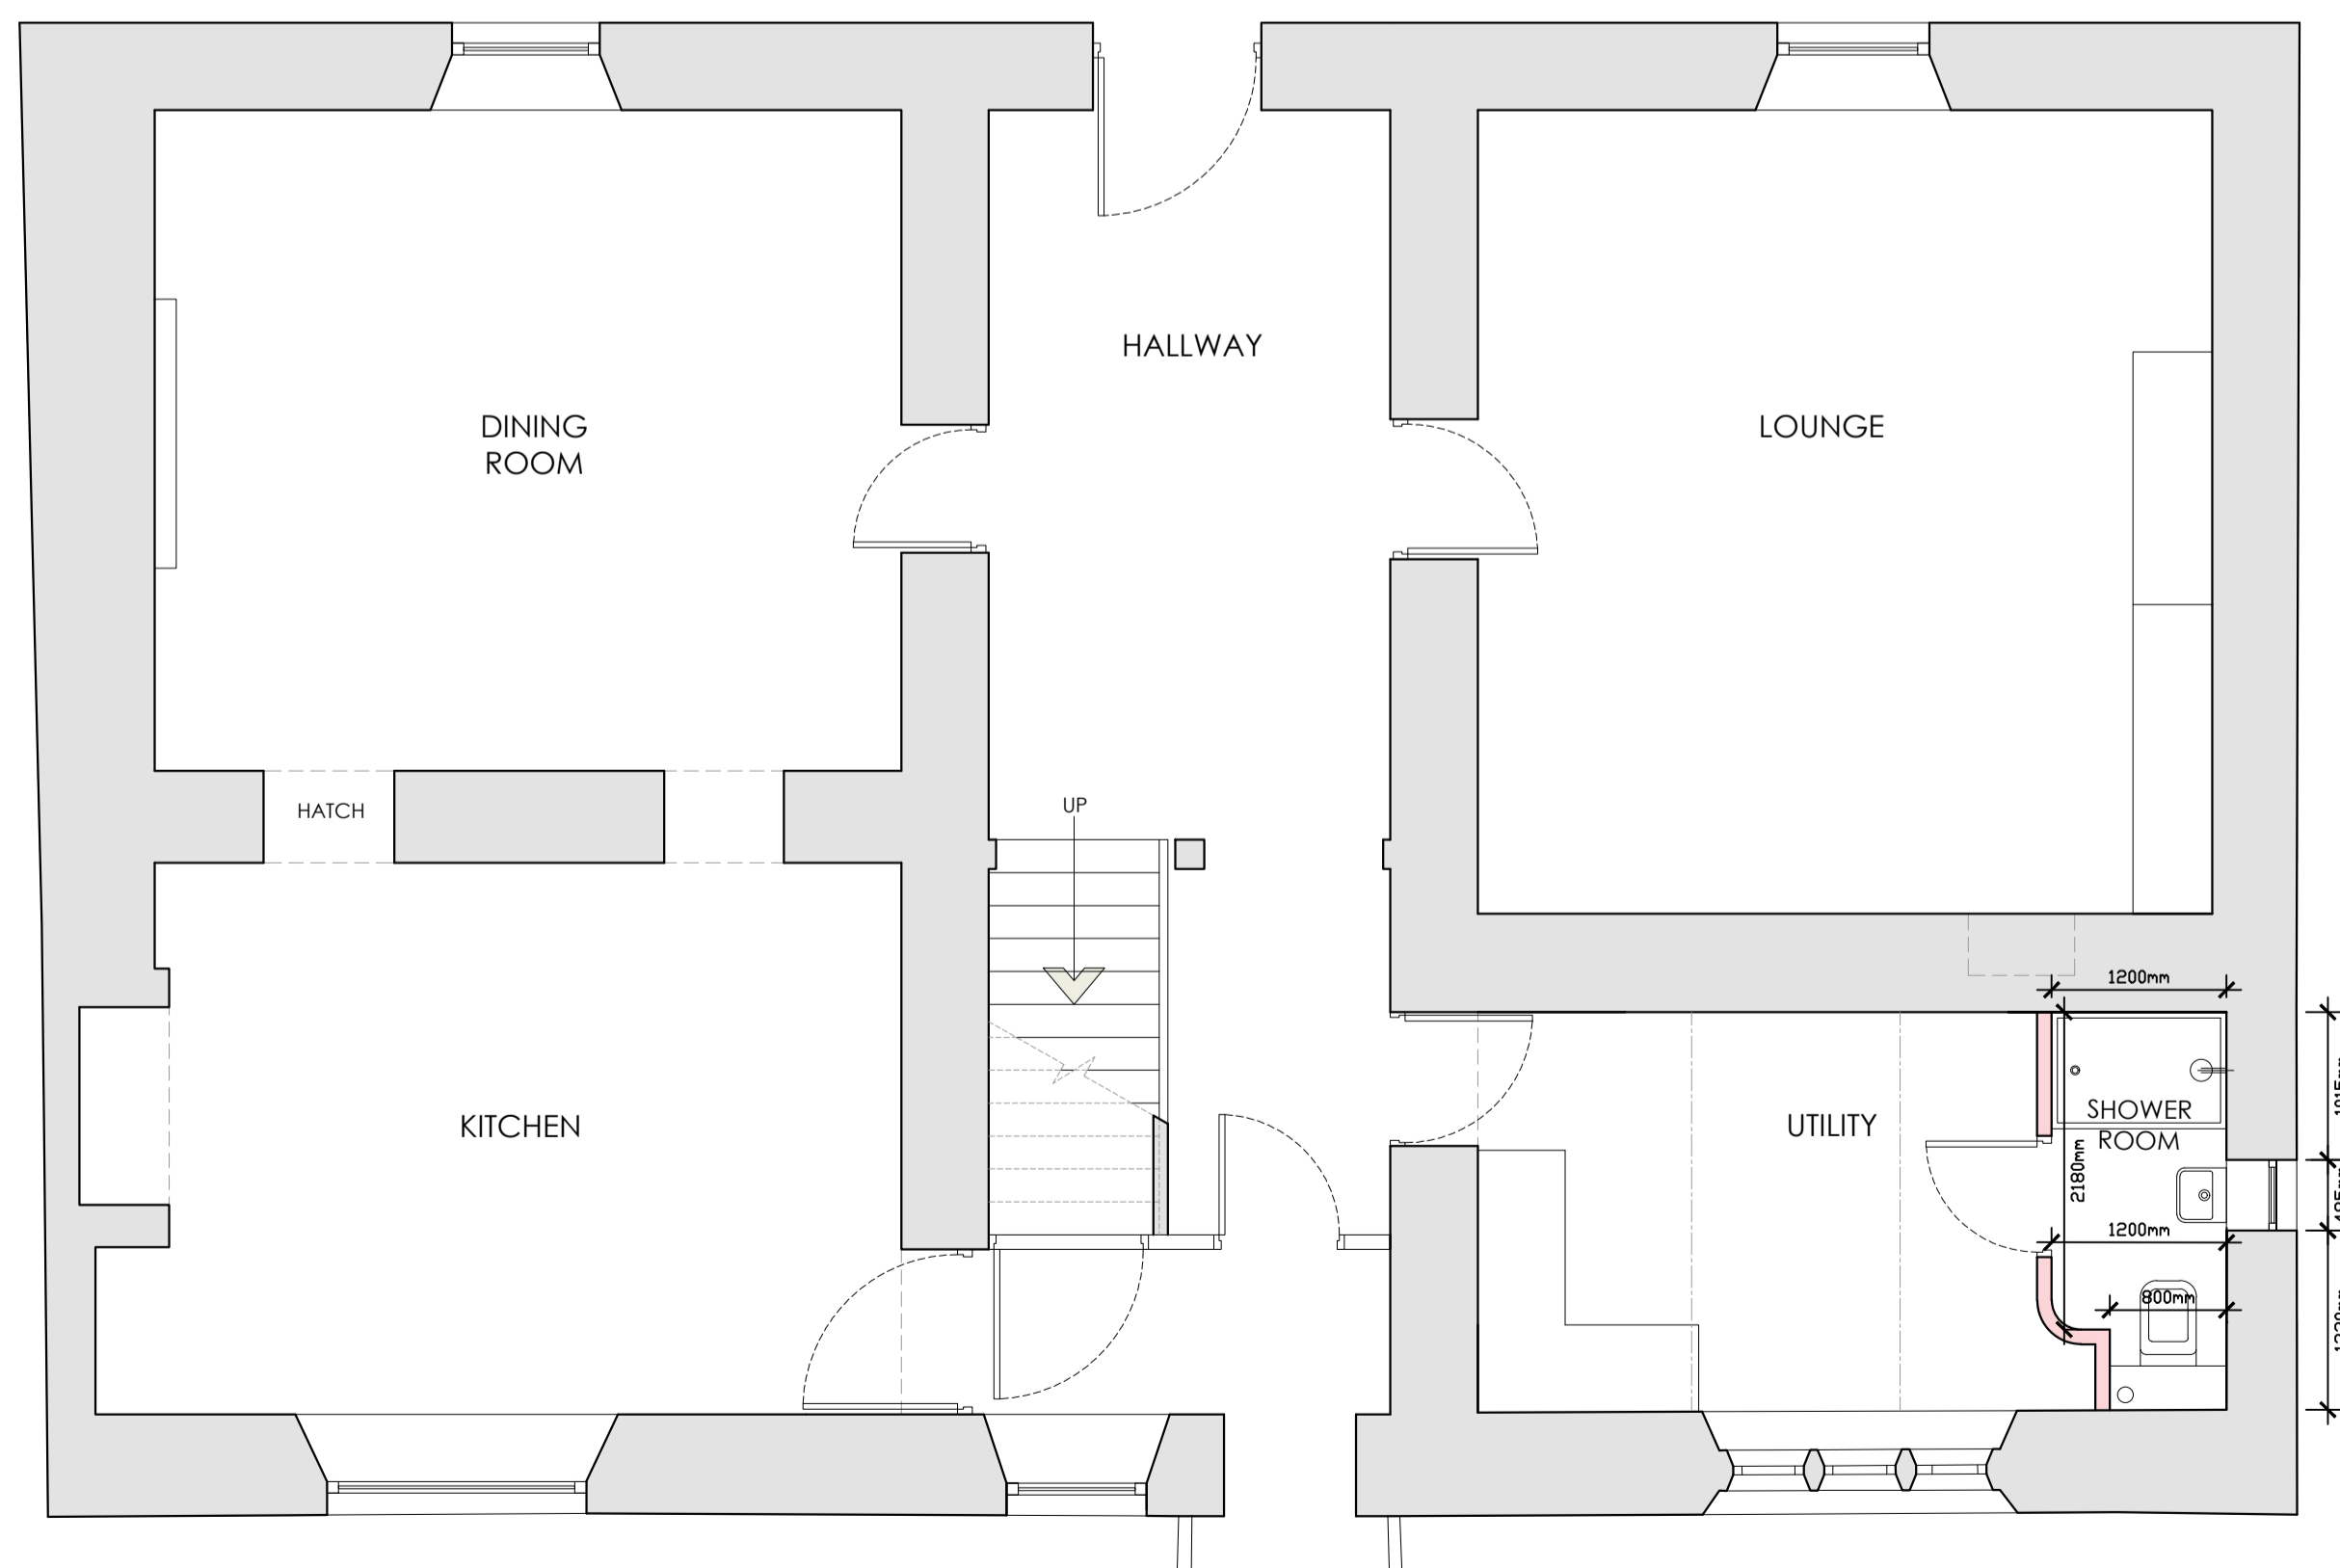 HALLWAY
DINING
ROOM
LOUNGE
HATCH
UP
1200mm
KITCHEN
UTILITY
SHOWER
ROOM
2180mm
1200mm
800mm